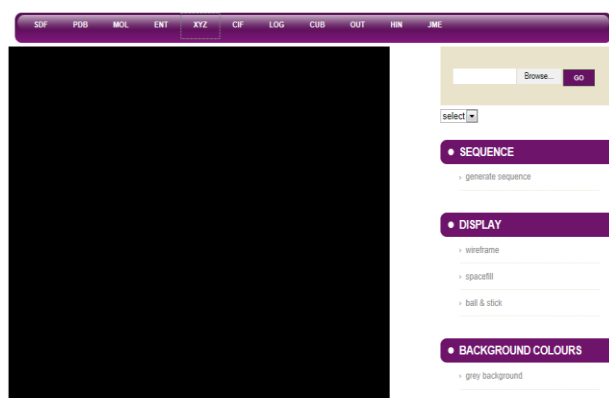 SDF PDB MOL ENT XYZ CIF LOG CUB OUT HIN JME
Browse... GO
select
SEQUENCE
generate sequence
DISPLAY
wireframe
spacefill
ball & stick
BACKGROUND COLOURS
grey background